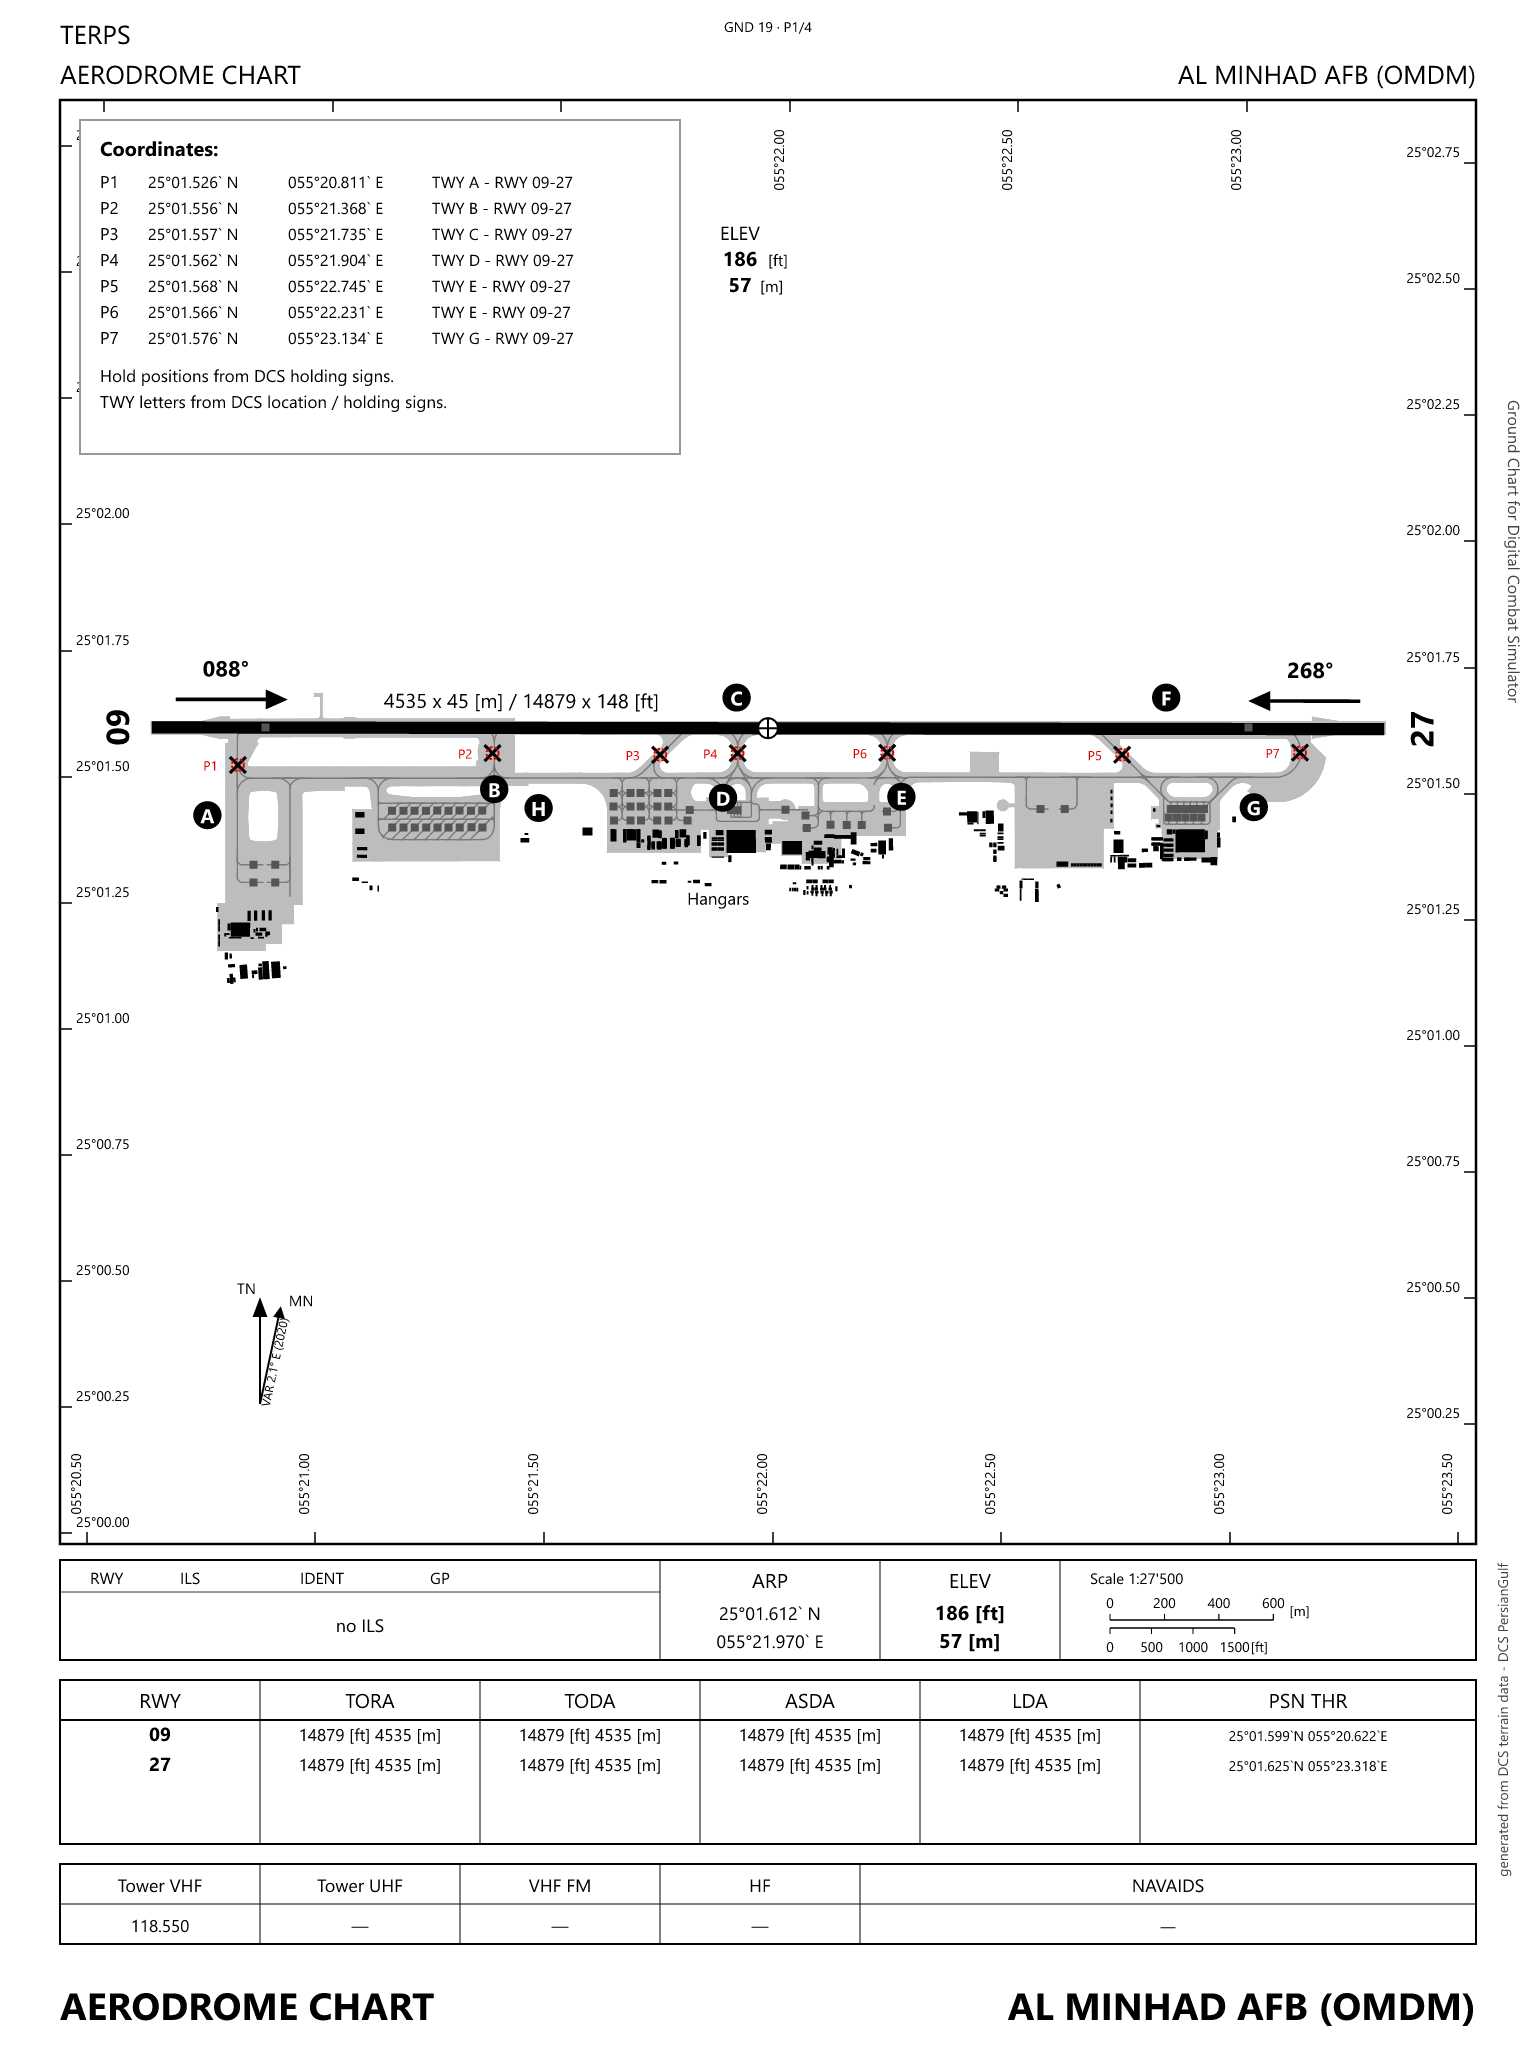 GND 19 · P1/4
TERPS
AERODROME CHART
AL MINHAD AFB (OMDM)
Coordinates:
P1 25°01.526` N 055°20.811` E TWY A - RWY 09-27
P2 25°01.556` N 055°21.368` E TWY B - RWY 09-27
P3 25°01.557` N 055°21.735` E TWY C - RWY 09-27
P4 25°01.562` N 055°21.904` E TWY D - RWY 09-27
P5 25°01.568` N 055°22.745` E TWY E - RWY 09-27
P6 25°01.566` N 055°22.231` E TWY E - RWY 09-27
P7 25°01.576` N 055°23.134` E TWY G - RWY 09-27
Hold positions from DCS holding signs.
TWY letters from DCS location / holding signs.
055°22.00
055°22.50
055°23.00
ELEV
186 [ft]
57 [m]
25°02.75
25°02.50
25°02.25
25°02.00
25°01.75
25°01.50
25°01.25
25°01.00
25°00.75
25°00.50
25°00.25
25°02.00
25°01.75
25°01.50
25°01.25
25°01.00
25°00.75
25°00.50
25°00.25
25°00.00
Ground Chart for Digital Combat Simulator
088°
268°
4535 x 45 [m] / 14879 x 148 [ft]
09
27
C
F
P1
P2
P3
P4
P6
P5
P7
A
B
H
D
E
G
Hangars
TN
MN
VAR 2.1° E (2020)
055°20.50
055°21.00
055°21.50
055°22.00
055°22.50
055°23.00
055°23.50
RWY ILS IDENT GP
no ILS
ARP
25°01.612` N
055°21.970` E
ELEV
186 [ft]
57 [m]
Scale 1:27'500
0 200 400 600 [m]
0 500 1000 1500 [ft]
RWY TORA TODA ASDA LDA PSN THR
09 14879 [ft] 4535 [m] 14879 [ft] 4535 [m] 14879 [ft] 4535 [m] 14879 [ft] 4535 [m] 25°01.599`N 055°20.622`E
27 14879 [ft] 4535 [m] 14879 [ft] 4535 [m] 14879 [ft] 4535 [m] 14879 [ft] 4535 [m] 25°01.625`N 055°23.318`E
Tower VHF Tower UHF VHF FM HF NAVAIDS
118.550 — — — —
generated from DCS terrain data - DCS PersianGulf
AERODROME CHART
AL MINHAD AFB (OMDM)